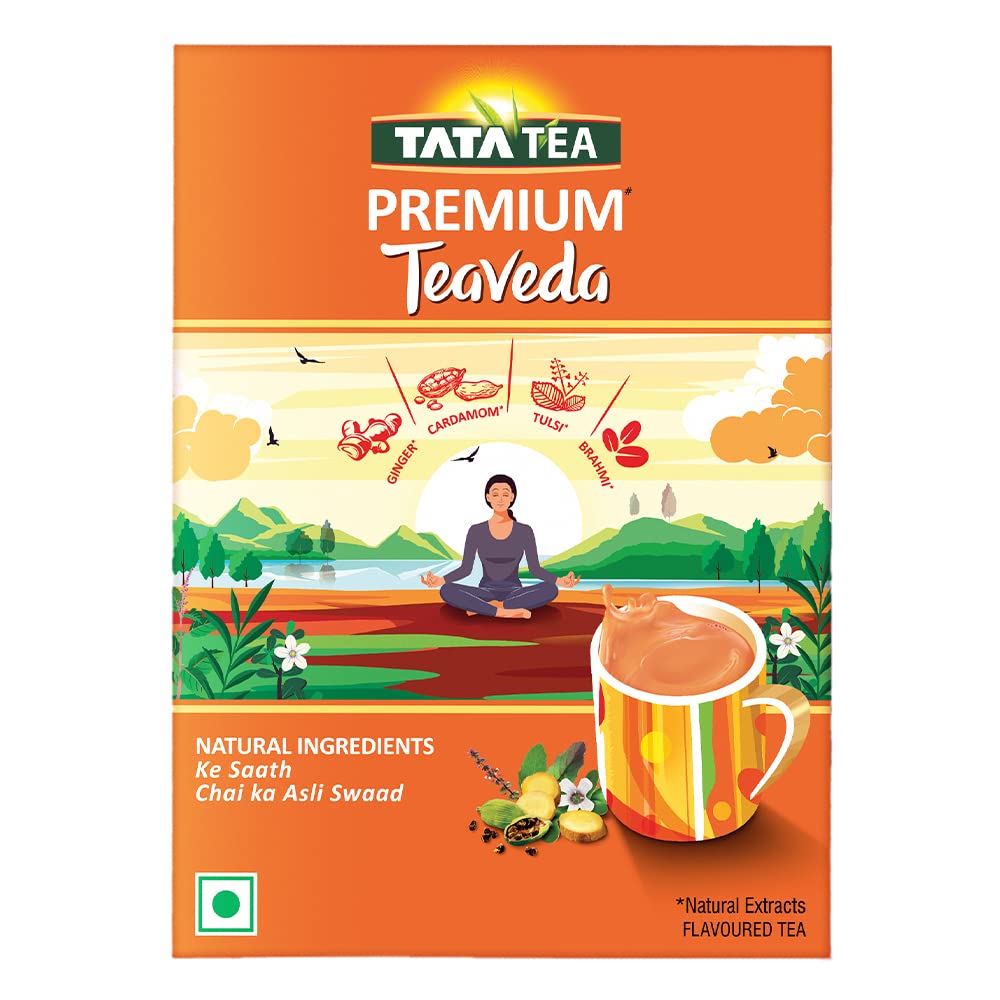 TATA TEA
PREMIUM#
Teaveda
GINGER*
CARDAMOM*
TULSI*
BRAHMI*
NATURAL INGREDIENTS
Ke Saath
Chai ka Asli Swaad
*Natural Extracts
FLAVOURED TEA